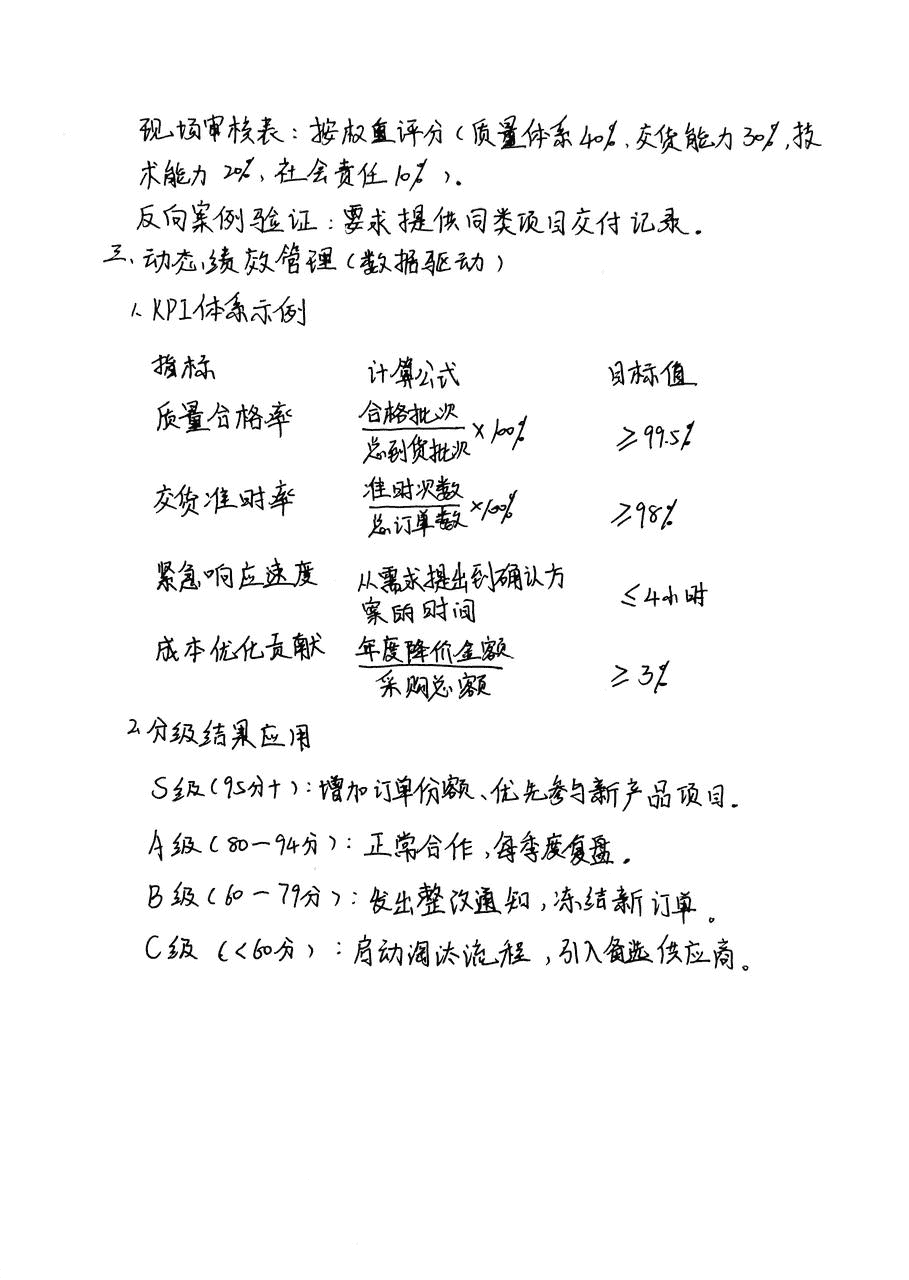 现场审核表：按权重评分（质量体系40%、交货能力30%，技
术能力20%，社会责任10%）。
反向案例验证：要求提供同类项目交付记录。
三、动态绩效管理（数据驱动）
1、KPI体系示例
指标 计算公式 目标值
质量合格率 合格批次/总到货批次×100% ≥99.5%
交货准时率 准时次数/总订单数×100% ≥98%
紧急响应速度 从需求提出到确认方
案的时间 ≤4小时
成本优化贡献 年度降价金额/采购总额 ≥3%
2、分级结果应用
S级（95分+）：增加订单份额、优先参与新产品项目。
A级（80—94分）：正常合作，每季度复盘。
B级（60—79分）：发出整改通知，冻结新订单。
C级（<60分）：启动淘汰流程，引入备选供应商。